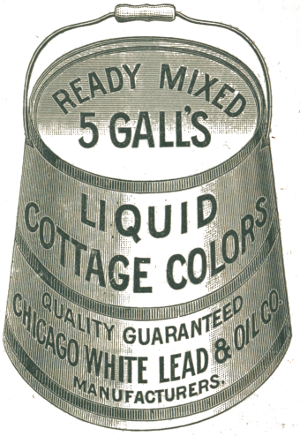 READY MIXED
5 GALL'S
LIQUID
COTTAGE COLORS
QUALITY GUARANTEED
CHICAGO WHITE LEAD & OIL CO.
MANUFACTURERS.